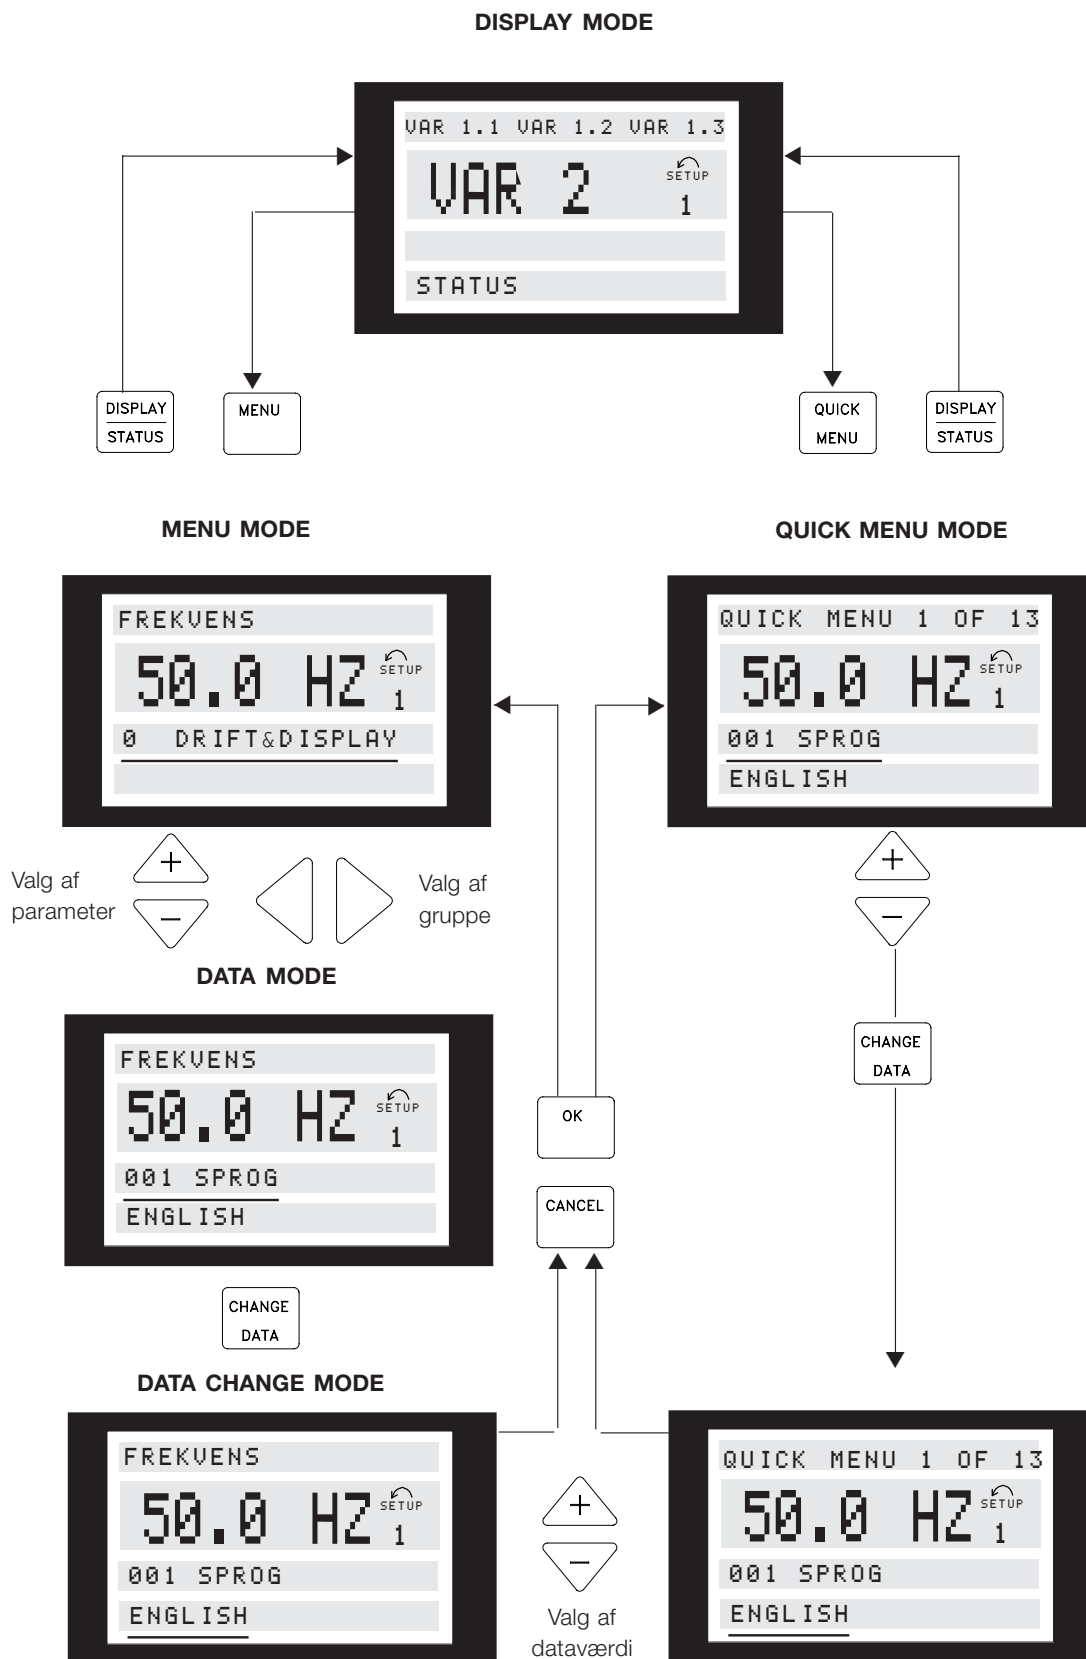 DISPLAY MODE
VAR 1.1 VAR 1.2 VAR 1.3
VAR 2
SETUP
1
STATUS
DISPLAY
STATUS
MENU
QUICK
MENU
DISPLAY
STATUS
MENU MODE
FREKVENS
50.0 HZ
SETUP
1
0 DRIFT&DISPLAY
Valg af
parameter
+
−
Valg af
gruppe
QUICK MENU MODE
QUICK MENU 1 OF 13
50.0 HZ
SETUP
1
001 SPROG
ENGLISH
+
−
CHANGE
DATA
DATA MODE
FREKVENS
50.0 HZ
SETUP
1
001 SPROG
ENGLISH
CHANGE
DATA
OK
CANCEL
DATA CHANGE MODE
FREKVENS
50.0 HZ
SETUP
1
001 SPROG
ENGLISH
+
−
Valg af
dataværdi
QUICK MENU 1 OF 13
50.0 HZ
SETUP
1
001 SPROG
ENGLISH